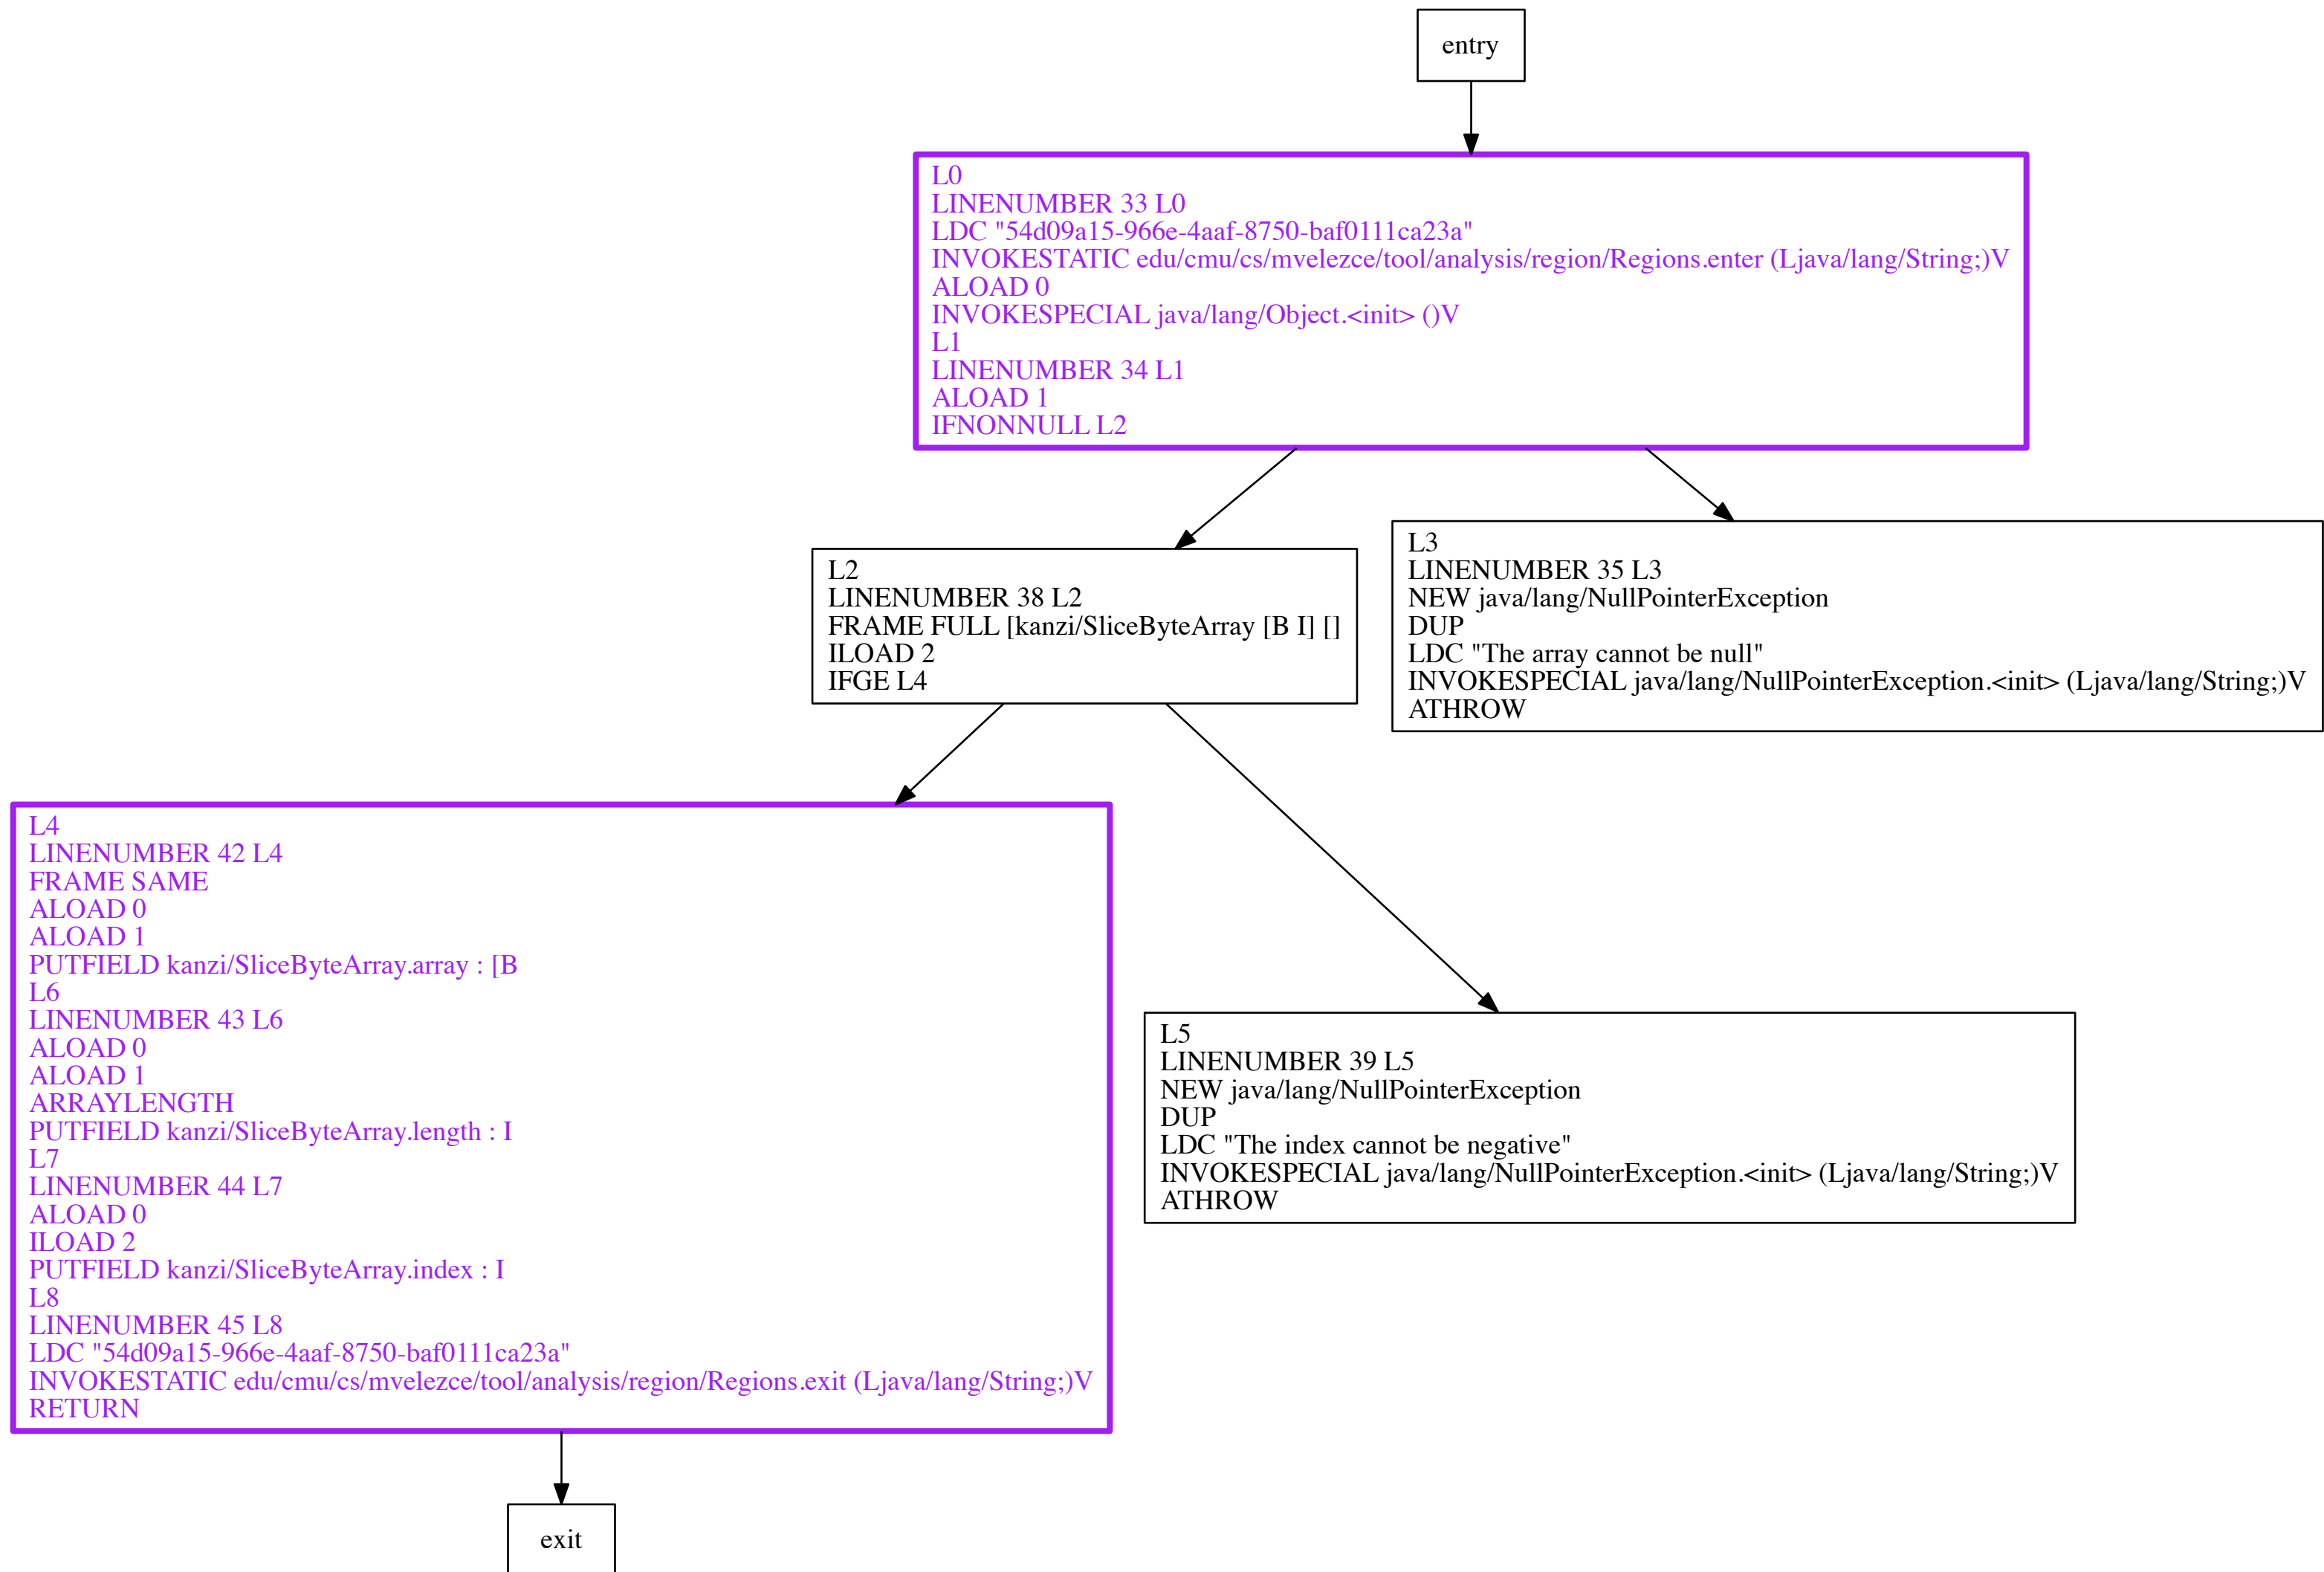 entry
L0
LINENUMBER 33 L0
LDC "54d09a15-966e-4aaf-8750-baf0111ca23a"
INVOKESTATIC edu/cmu/cs/mvelezce/tool/analysis/region/Regions.enter (Ljava/lang/String;)V
ALOAD 0
INVOKESPECIAL java/lang/Object.<init> ()V
L1
LINENUMBER 34 L1
ALOAD 1
IFNONNULL L2
L2
LINENUMBER 38 L2
FRAME FULL [kanzi/SliceByteArray [B I] []
ILOAD 2
IFGE L4
L3
LINENUMBER 35 L3
NEW java/lang/NullPointerException
DUP
LDC "The array cannot be null"
INVOKESPECIAL java/lang/NullPointerException.<init> (Ljava/lang/String;)V
ATHROW
L4
LINENUMBER 42 L4
FRAME SAME
ALOAD 0
ALOAD 1
PUTFIELD kanzi/SliceByteArray.array : [B
L6
LINENUMBER 43 L6
ALOAD 0
ALOAD 1
ARRAYLENGTH
PUTFIELD kanzi/SliceByteArray.length : I
L7
LINENUMBER 44 L7
ALOAD 0
ILOAD 2
PUTFIELD kanzi/SliceByteArray.index : I
L8
LINENUMBER 45 L8
LDC "54d09a15-966e-4aaf-8750-baf0111ca23a"
INVOKESTATIC edu/cmu/cs/mvelezce/tool/analysis/region/Regions.exit (Ljava/lang/String;)V
RETURN
L5
LINENUMBER 39 L5
NEW java/lang/NullPointerException
DUP
LDC "The index cannot be negative"
INVOKESPECIAL java/lang/NullPointerException.<init> (Ljava/lang/String;)V
ATHROW
exit